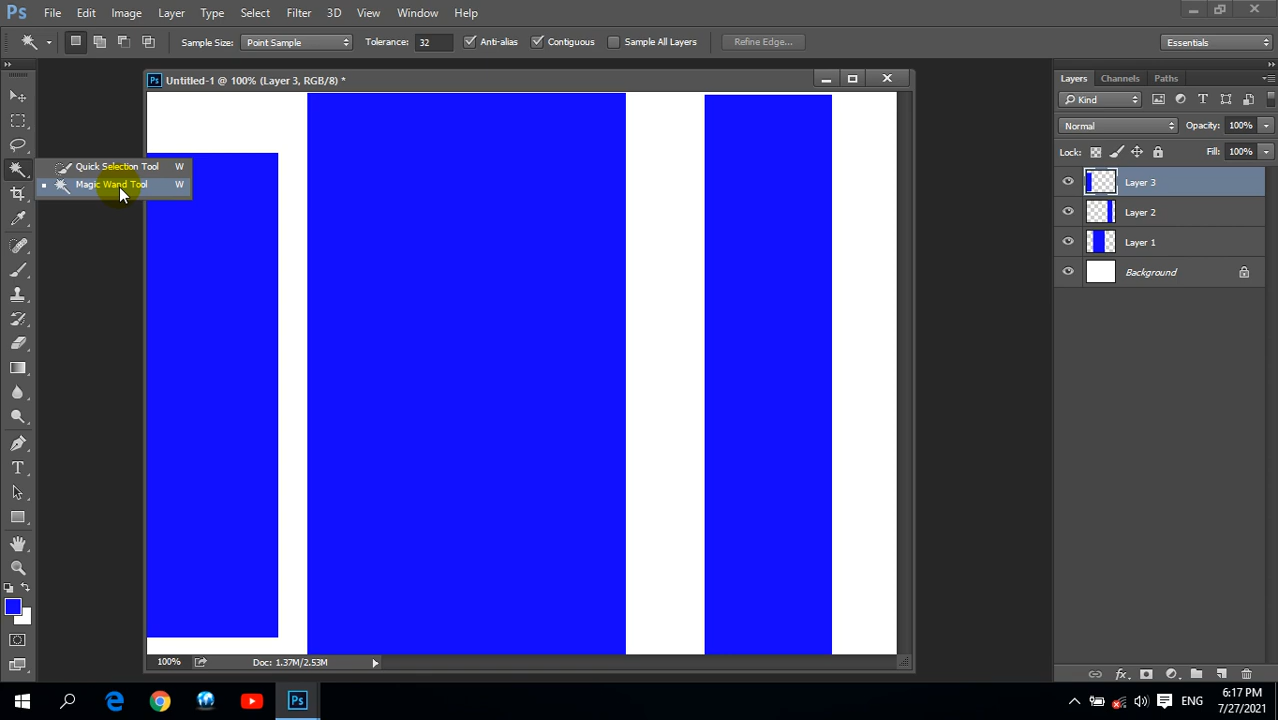 Ps File Edit Image Layer Type Select Filter 3D View Window Help
Sample Size: Point Sample Tolerance: 32 Anti-alias Contiguous Sample All Layers Refine Edge... Essentials
Ps Untitled-1 @ 100% (Layer 3, RGB/8) *
Layers Channels Paths
Kind
Normal Opacity: 100%
Lock: Fill: 100%
Quick Selection Tool W
Magic Wand Tool W
Layer 3
Layer 2
Layer 1
Background
100% Doc: 1.37M/2.53M
fx
Ps ENG 6:17 PM
7/27/2021